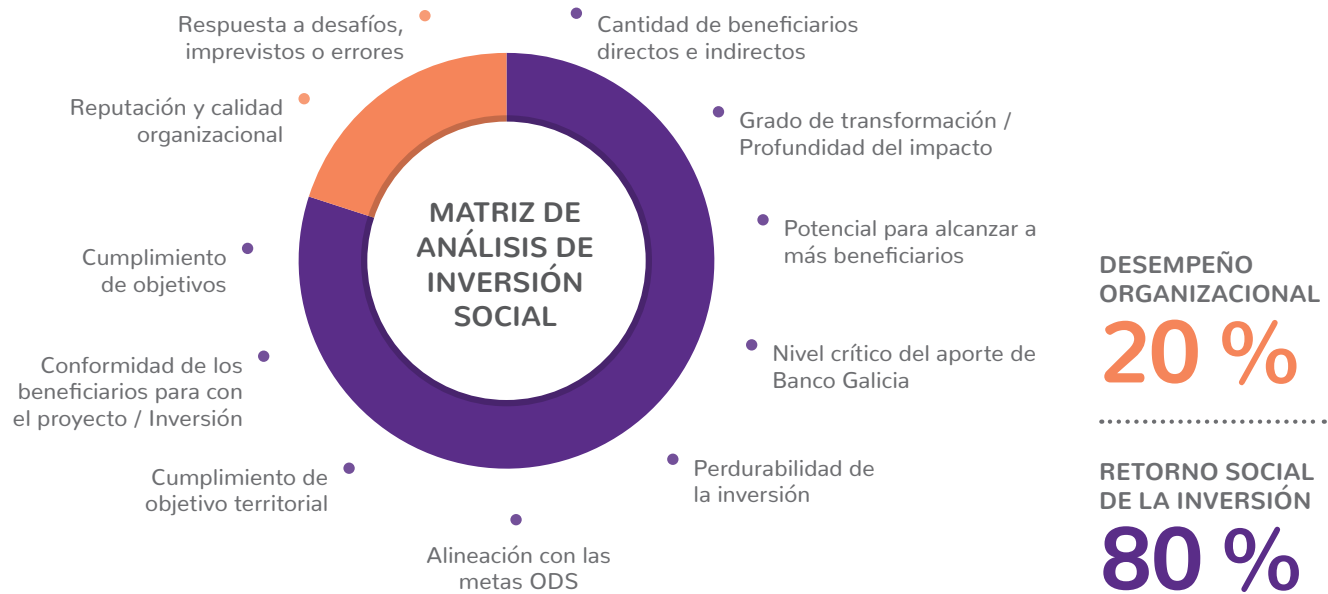 Respuesta a desafíos,
imprevistos o errores
Cantidad de beneficiarios
directos e indirectos
Reputación y calidad
organizacional
Grado de transformación /
Profundidad del impacto
MATRIZ DE
ANÁLISIS DE
INVERSIÓN
SOCIAL
Potencial para alcanzar a
más beneficiarios
Cumplimiento
de objetivos
Nivel crítico del aporte de
Banco Galicia
Conformidad de los
beneficiarios para con
el proyecto / Inversión
Perdurabilidad de
la inversión
Cumplimiento de
objetivo territorial
Alineación con las
metas ODS
DESEMPEÑO
ORGANIZACIONAL
20 %
RETORNO SOCIAL
DE LA INVERSIÓN
80 %